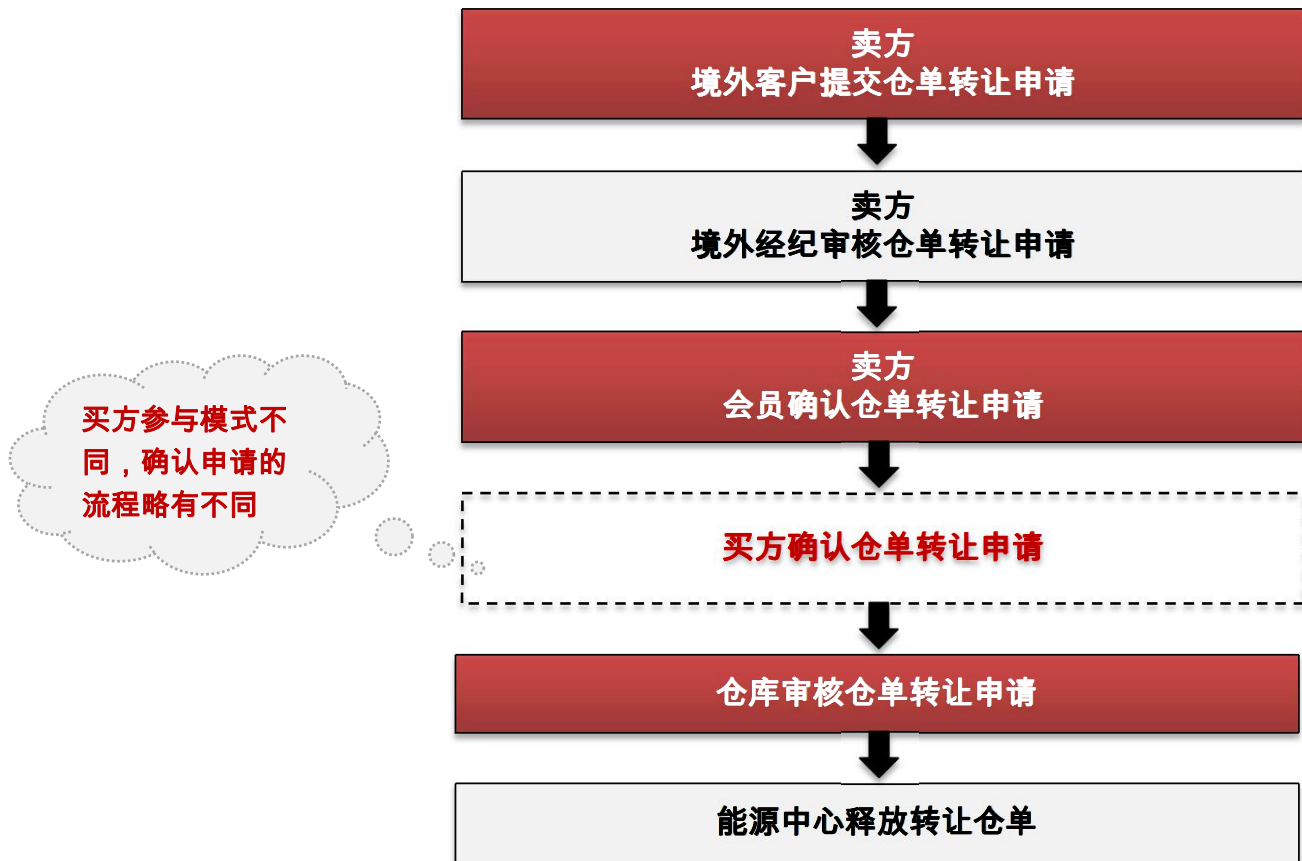 卖方
境外客户提交仓单转让申请
卖方
境外经纪审核仓单转让申请
卖方
会员确认仓单转让申请
买方参与模式不
同，确认申请的
流程略有不同
买方确认仓单转让申请
仓库审核仓单转让申请
能源中心释放转让仓单